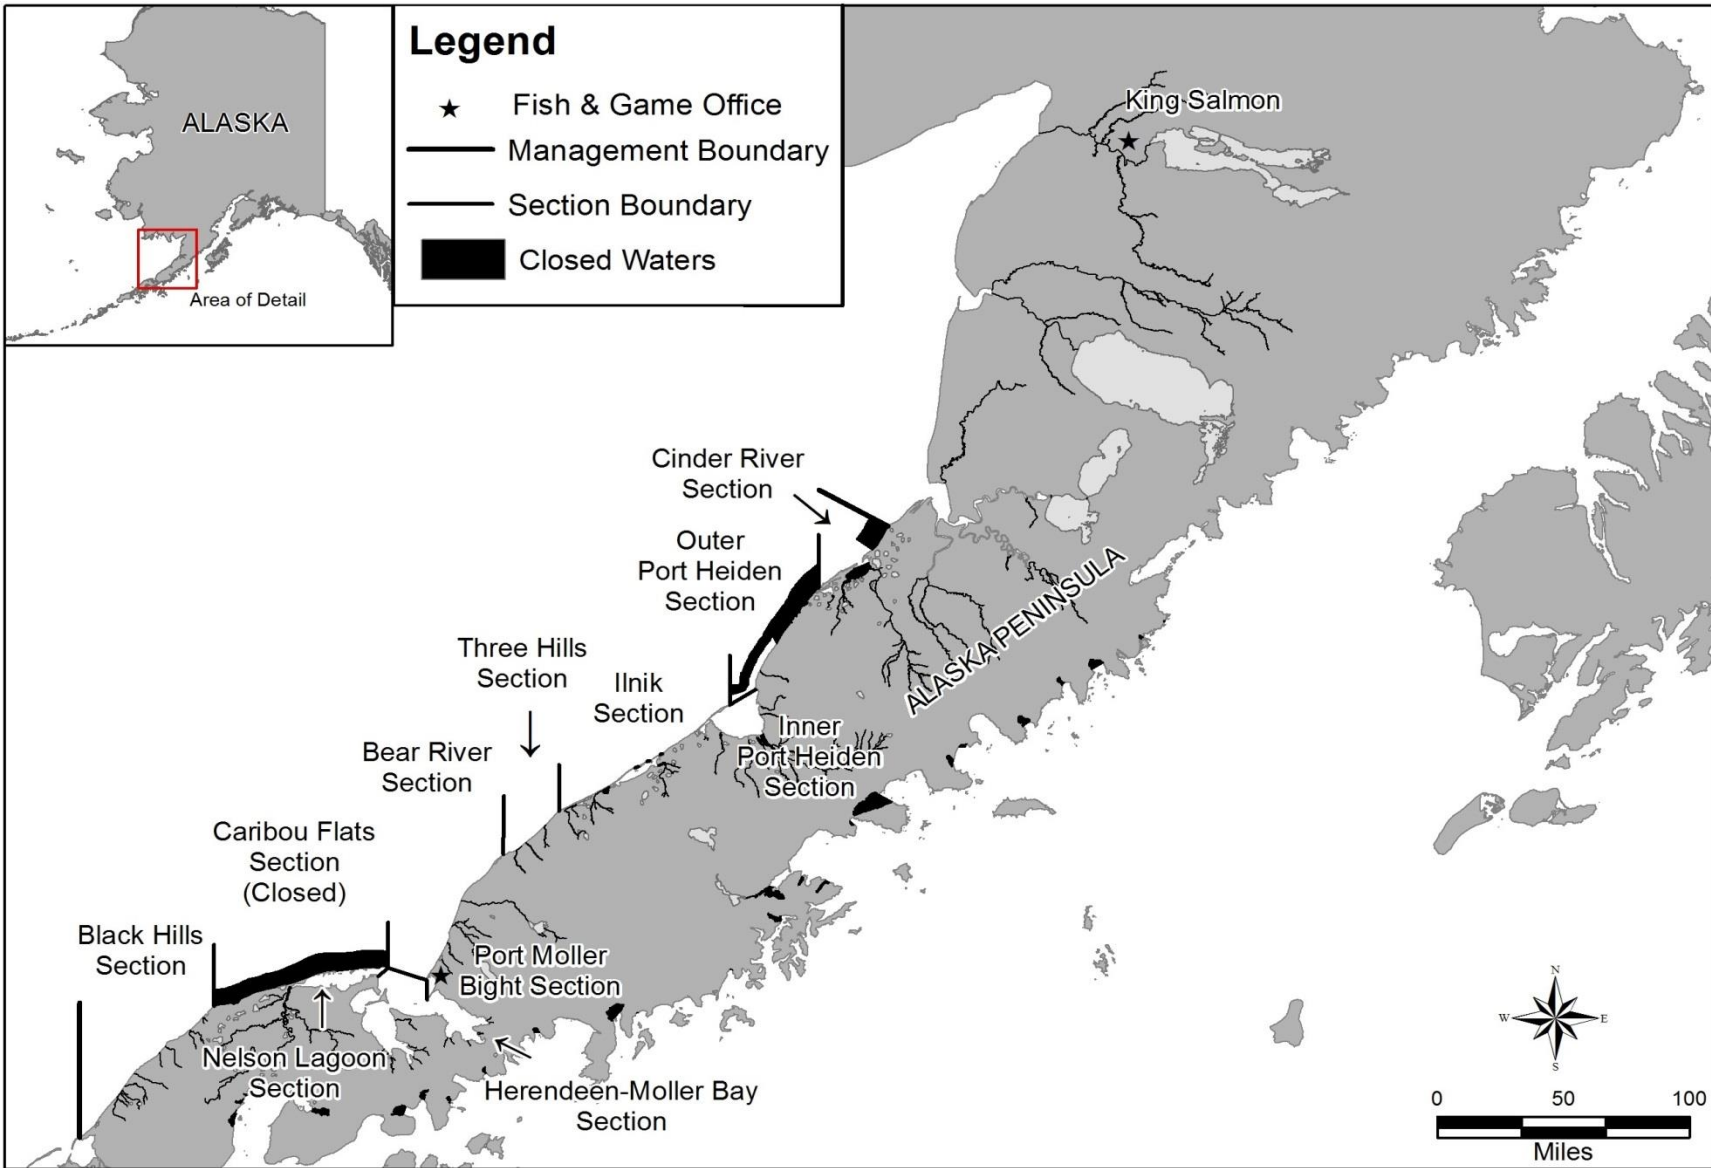 ALASKA
Area of Detail
Legend
Fish & Game Office
Management Boundary
Section Boundary
Closed Waters
King Salmon
Cinder River
Section
Outer
Port Heiden
Section
ALASKA PENINSULA
Three Hills
Section
Ilnik
Section
Inner
Port Heiden
Section
Bear River
Section
Caribou Flats
Section
(Closed)
Black Hills
Section
Port Moller
Bight Section
Nelson Lagoon
Section
Herendeen-Moller Bay
Section
N
W
E
S
0 50 100
Miles